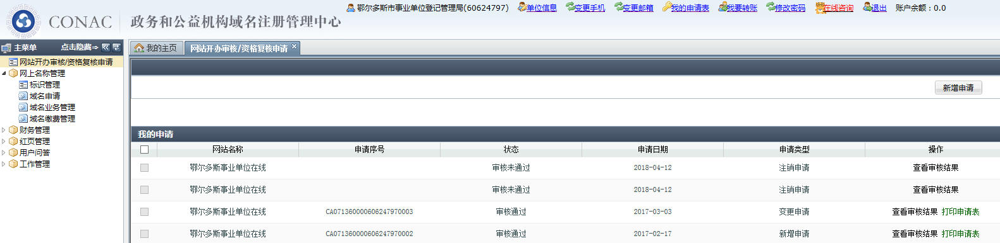 鄂尔多斯市事业单位登记管理局(60624797) 单位信息 变更手机 变更邮箱 我的申请表 我要转账 修改密码 在线咨询 退出 账户余额：0.0
CONAC 政务和公益机构域名注册管理中心
主菜单 点击隐藏⇒
网站开办审核/资格复核申请
网上名称管理
标识管理
域名申请
域名业务管理
域名缴费管理
财务管理
红页管理
用户问答
工作管理
我的主页 网站开办审核/资格复核申请
新增申请
我的申请
网站名称 申请序号 状态 申请日期 申请类型 操作
鄂尔多斯事业单位在线 审核未通过 2018-04-12 注销申请 查看审核结果
鄂尔多斯事业单位在线 审核未通过 2018-04-12 注销申请 查看审核结果
鄂尔多斯事业单位在线 CA071360000606247970003 审核通过 2017-03-03 变更申请 查看审核结果 打印申请表
鄂尔多斯事业单位在线 CA071360000606247970002 审核通过 2017-02-17 新增申请 查看审核结果 打印申请表